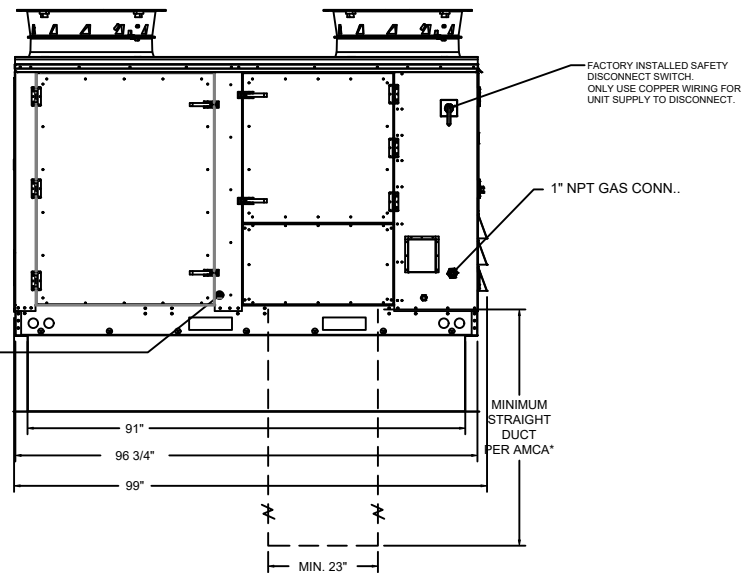 FACTORY INSTALLED SAFETY
DISCONNECT SWITCH.
ONLY USE COPPER WIRING FOR
UNIT SUPPLY TO DISCONNECT.
1" NPT GAS CONN..
MINIMUM
STRAIGHT
DUCT
PER AMCA*
91"
96 3/4"
99"
MIN. 23"